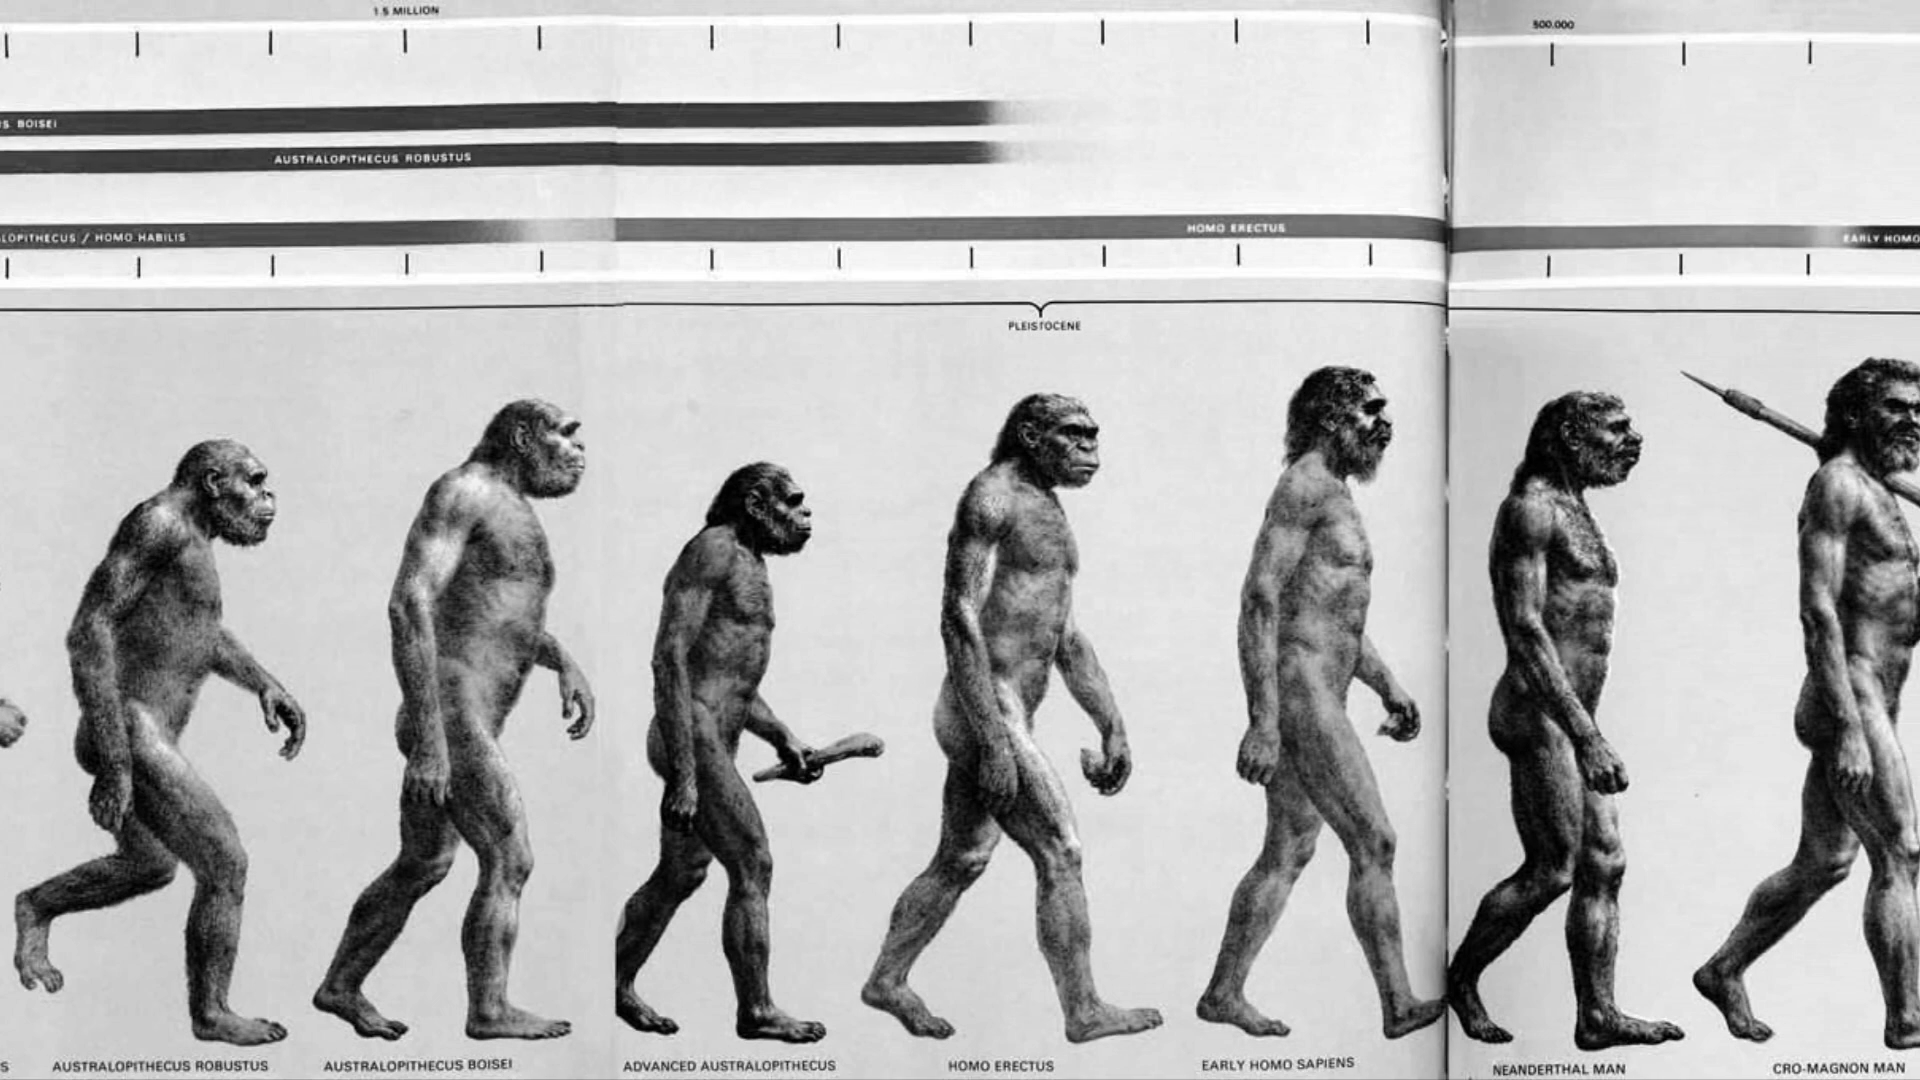 1.5 MILLION
500,000
S BOISEI
AUSTRALOPITHECUS ROBUSTUS
LOPITHECUS / HOMO HABILIS
HOMO ERECTUS
EARLY HOMO
PLEISTOCENE
S
AUSTRALOPITHECUS ROBUSTUS
AUSTRALOPITHECUS BOISEI
ADVANCED AUSTRALOPITHECUS
HOMO ERECTUS
EARLY HOMO SAPIENS
NEANDERTHAL MAN
CRO-MAGNON MAN